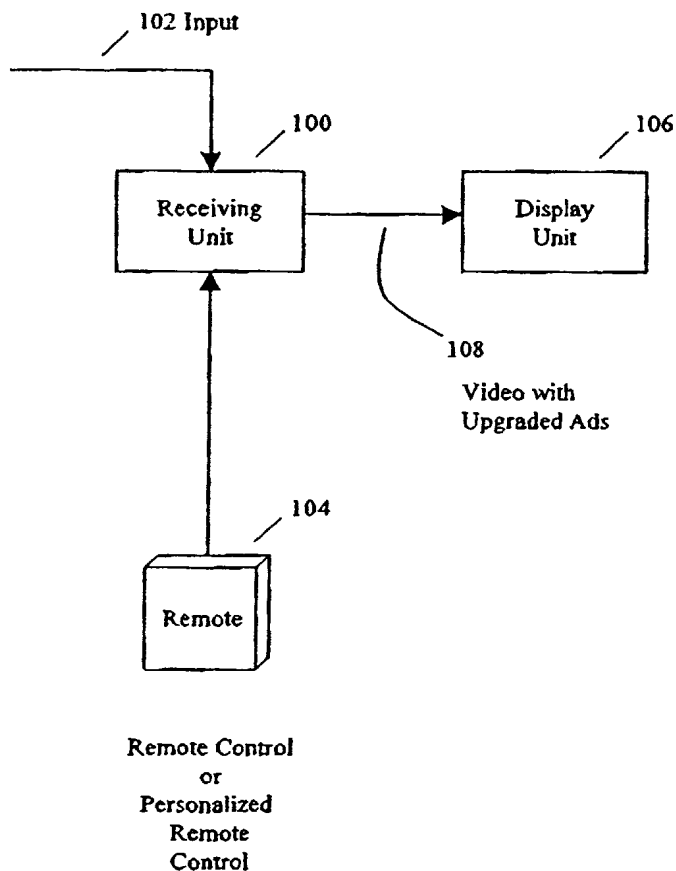 102 Input
100
106
Receiving
Unit
Display
Unit
108
Video with
Upgraded Ads
104
Remote
Remote Control
or
Personalized
Remote
Control